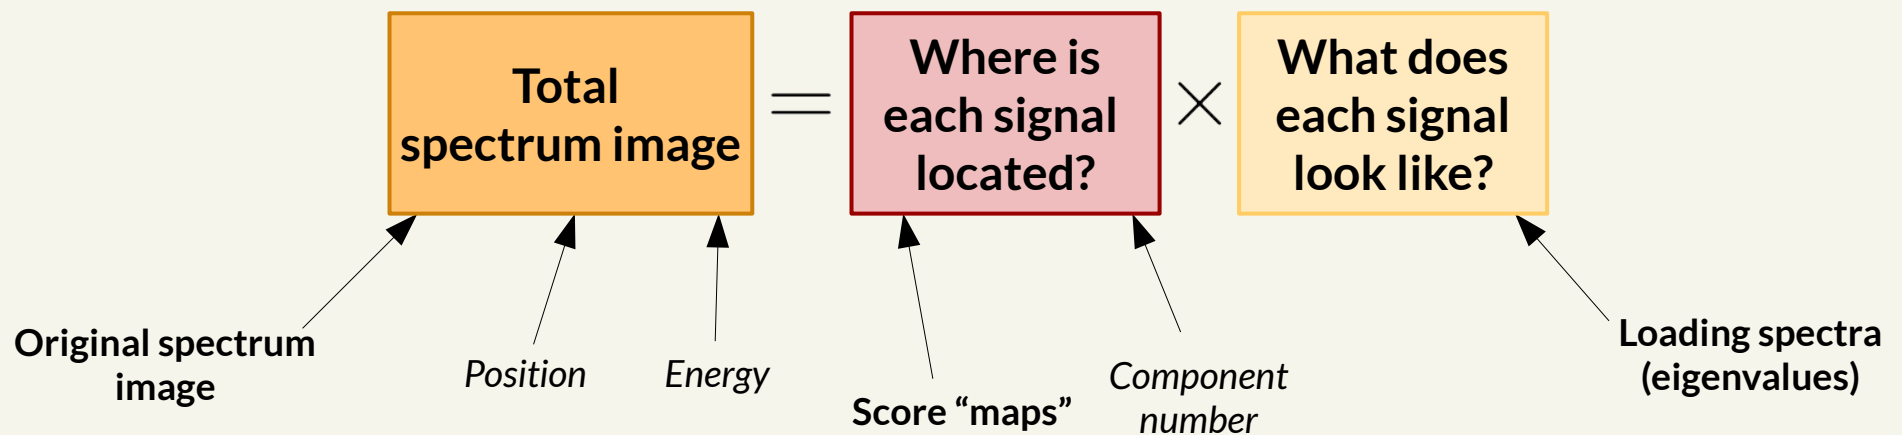 Total
spectrum image
=
Where is
each signal
located?
×
What does
each signal
look like?
Original spectrum
image
Position
Energy
Score “maps”
Component
number
Loading spectra
(eigenvalues)